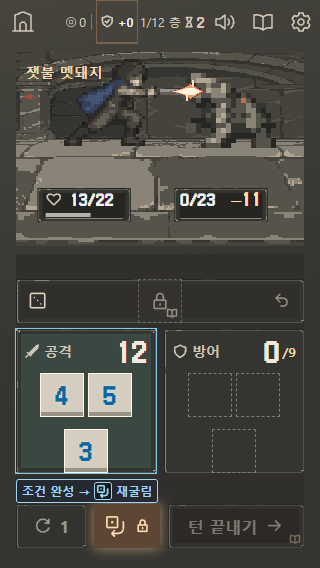 0 +0 1/12 층 2
잿불 멧돼지
13/22 0/23 -11
공격 12 방어 0/9
4 5
3
조건 완성 → 재굴림
1 턴 끝내기 →